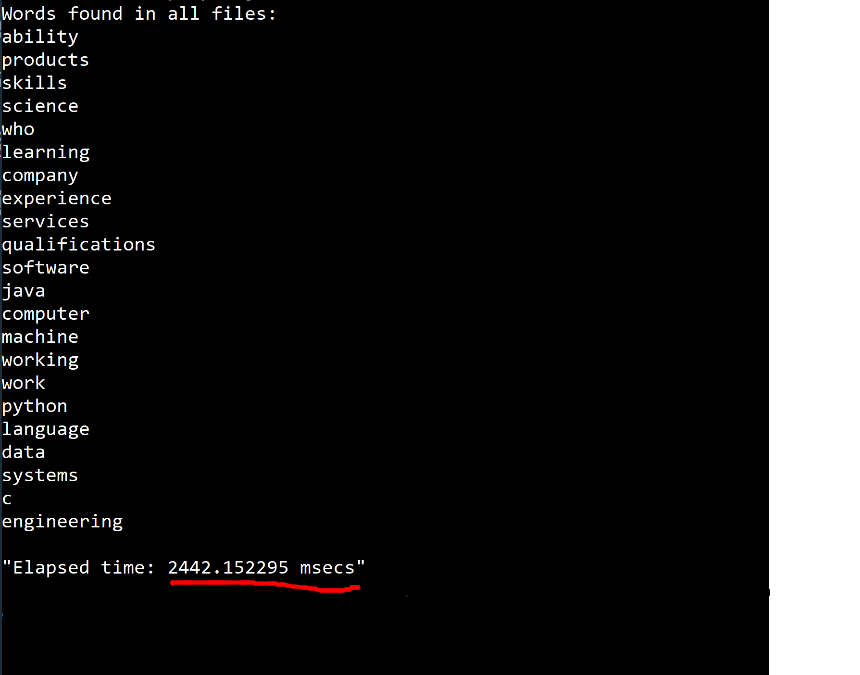 Words found in all files:
ability
products
skills
science
who
learning
company
experience
services
qualifications
software
java
computer
machine
working
work
python
language
data
systems
c
engineering
"Elapsed time: 2442.152295 msecs"